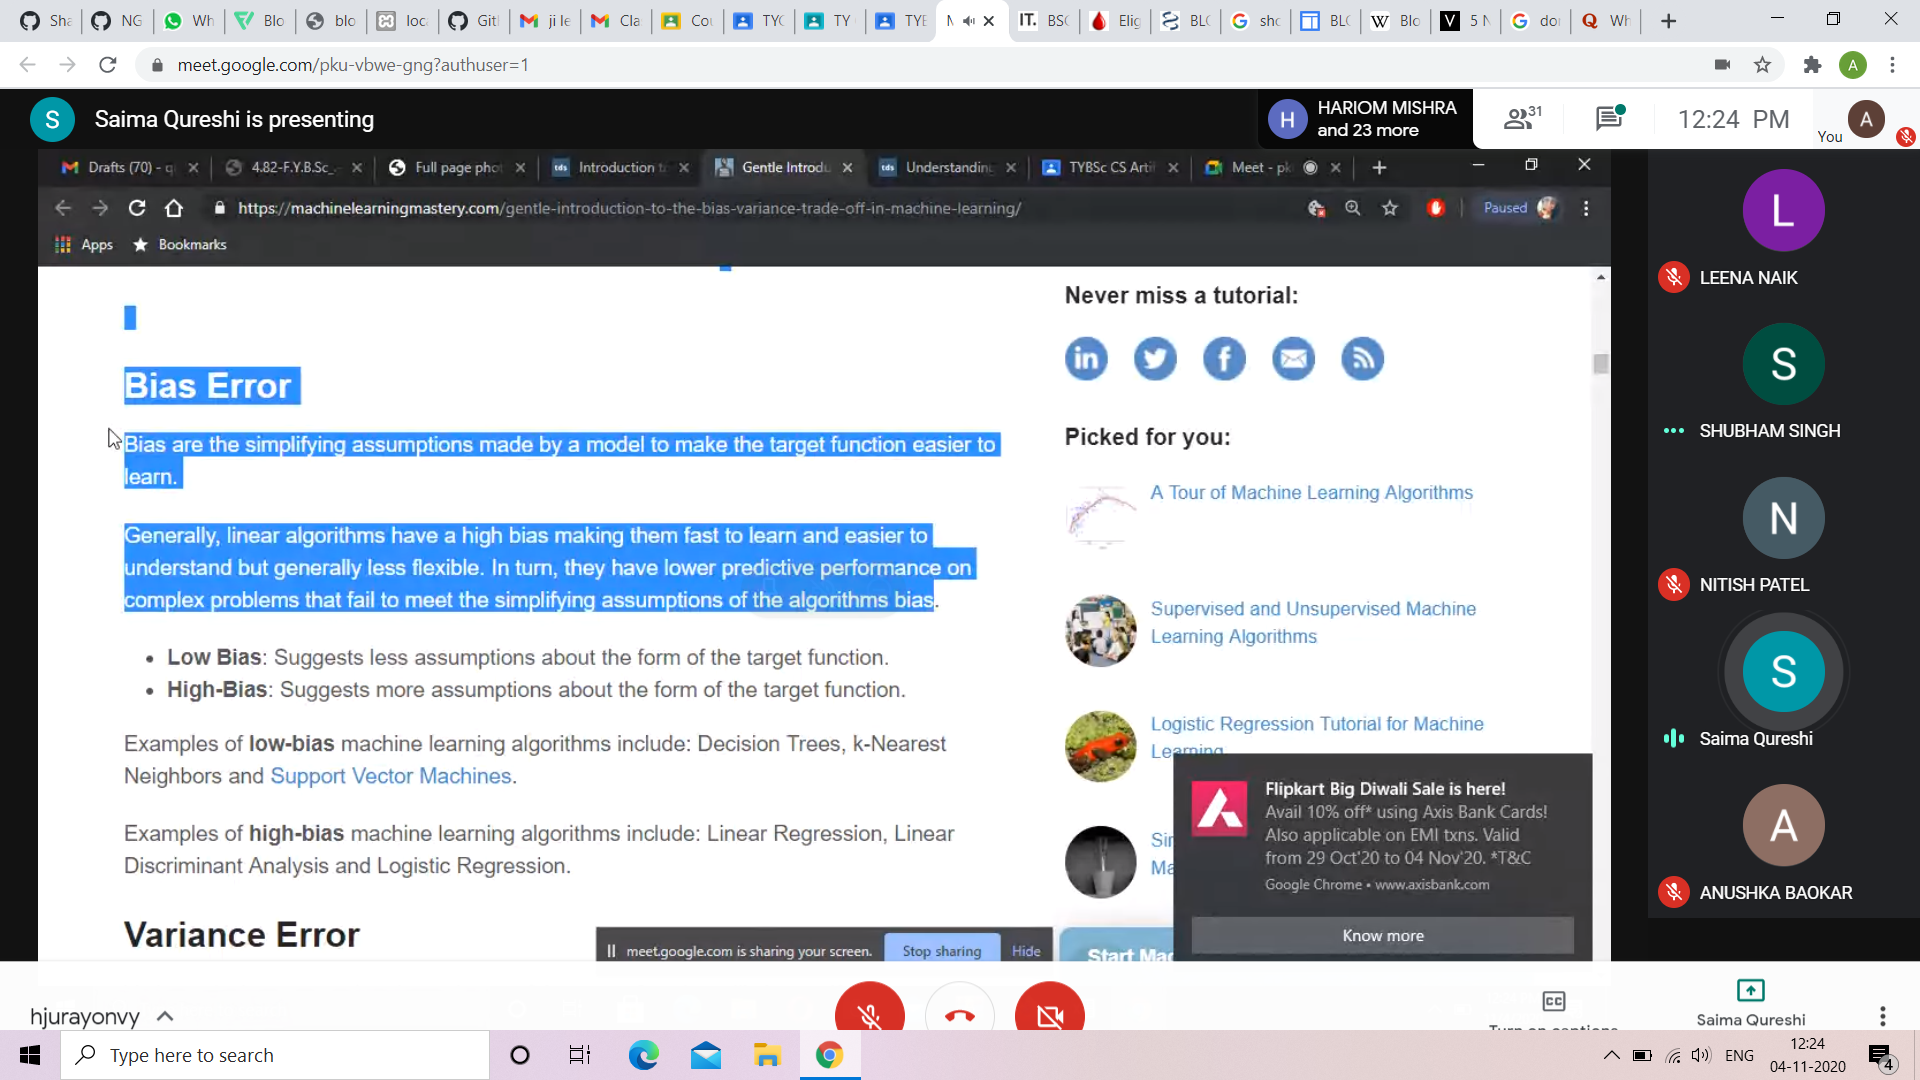 Sha
NG
Wh
Blo
blo
loca
Git
ji le
Cla
Cou
TYC
TY
TYB
IT. BSC
Elig
BLO
sho
BLO
Blo
5 N
dor
Wh
meet.google.com/pku-vbwe-gng?authuser=1
A
S Saima Qureshi is presenting
H HARIOM MISHRA
and 23 more
31
12:24 PM
You
A
Drafts (70) - q
4.82-F.Y.B.Sc_
Full page pho
tds Introduction t
Gentle Introdu
tds Understanding
TYBSc CS Arti
Meet - pk
https://machinelearningmastery.com/gentle-introduction-to-the-bias-variance-trade-off-in-machine-learning/
Paused
Apps
Bookmarks
Bias Error
Bias are the simplifying assumptions made by a model to make the target function easier to
learn.
Generally, linear algorithms have a high bias making them fast to learn and easier to
understand but generally less flexible. In turn, they have lower predictive performance on
complex problems that fail to meet the simplifying assumptions of the algorithms bias.
• Low Bias: Suggests less assumptions about the form of the target function.
• High-Bias: Suggests more assumptions about the form of the target function.
Examples of low-bias machine learning algorithms include: Decision Trees, k-Nearest
Neighbors and Support Vector Machines.
Examples of high-bias machine learning algorithms include: Linear Regression, Linear
Discriminant Analysis and Logistic Regression.
Variance Error
Never miss a tutorial:
in
Picked for you:
A Tour of Machine Learning Algorithms
Supervised and Unsupervised Machine
Learning Algorithms
Logistic Regression Tutorial for Machine
Learning
Start Mac
Flipkart Big Diwali Sale is here!
Avail 10% off* using Axis Bank Cards!
Also applicable on EMI txns. Valid
from 29 Oct'20 to 04 Nov'20. *T&C
Google Chrome • www.axisbank.com
Know more
meet.google.com is sharing your screen.
Stop sharing
Hide
L
LEENA NAIK
S
SHUBHAM SINGH
N
NITISH PATEL
S
Saima Qureshi
A
ANUSHKA BAOKAR
hjurayonvy
CC
Turn on captions
Saima Qureshi
Type here to search
ENG
12:24
04-11-2020
4